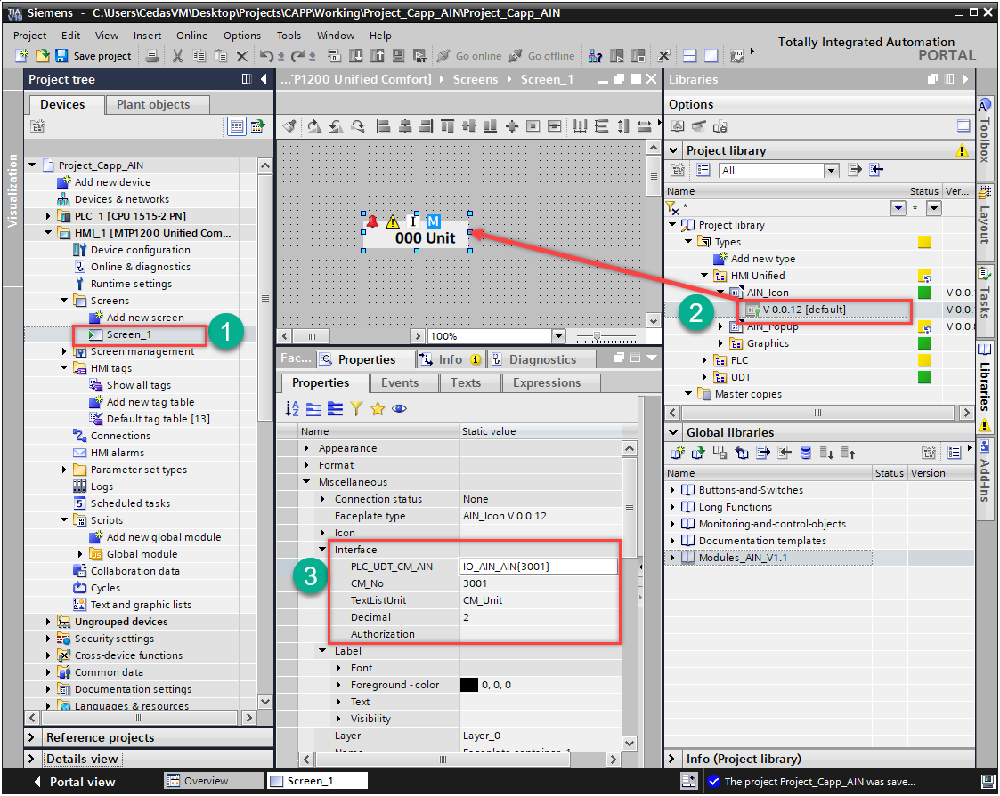 Siemens - C:\Users\CedasVM\Desktop\Projects\CAPP\Working\Project_Capp_AIN\Project_Capp_AIN
Project Edit View Insert Online Options Tools Window Help
Save project
Go online
Go offline
Totally Integrated Automation
PORTAL
Visualization
Project tree
Devices
Plant objects
Project_Capp_AIN
Add new device
Devices & networks
PLC_1 [CPU 1515-2 PN]
HMI_1 [MTP1200 Unified Com...
Device configuration
Online & diagnostics
Runtime settings
Screens
Add new screen
Screen_1
1
Screen management
HMI tags
Show all tags
Add new tag table
Default tag table [13]
Connections
HMI alarms
Parameter set types
Logs
Scheduled tasks
Scripts
Add new global module
Global module
Collaboration data
Cycles
Text and graphic lists
Ungrouped devices
Security settings
Cross-device functions
Common data
Documentation settings
Languages & resources
Reference projects
Details view
...TP1200 Unified Comfort] Screens Screen_1
I M
000 Unit
100%
Fac...
Properties
Info
Diagnostics
Properties
Events
Texts
Expressions
Name Static value
Appearance
Format
Miscellaneous
Connection status None
Faceplate type AIN_Icon V 0.0.12
Icon
Interface
3
PLC_UDT_CM_AIN IO_AIN_AIN{3001}
CM_No 3001
TextListUnit CM_Unit
Decimal 2
Authorization
Label
Font
Foreground - color 0, 0, 0
Text
Visibility
Layer Layer_0
Name Faceplate container_1
Libraries
Options
Project library
All
Name Status Ver...
* *
Project library
Types
Add new type
HMI Unified
AIN_Icon V 0.0.
2
V 0.0.12 [default] V 0.0.
AIN_Popup V 0.0.
Graphics
PLC
UDT
Master copies
Global libraries
Name Status Version
Buttons-and-Switches
Long Functions
Monitoring-and-control-objects
Documentation templates
Modules_AIN_V1.1
Info (Project library)
Toolbox
Layout
Tasks
Libraries
Add-Ins
Portal view
Overview
Screen_1
The project Project_Capp_AIN was save...